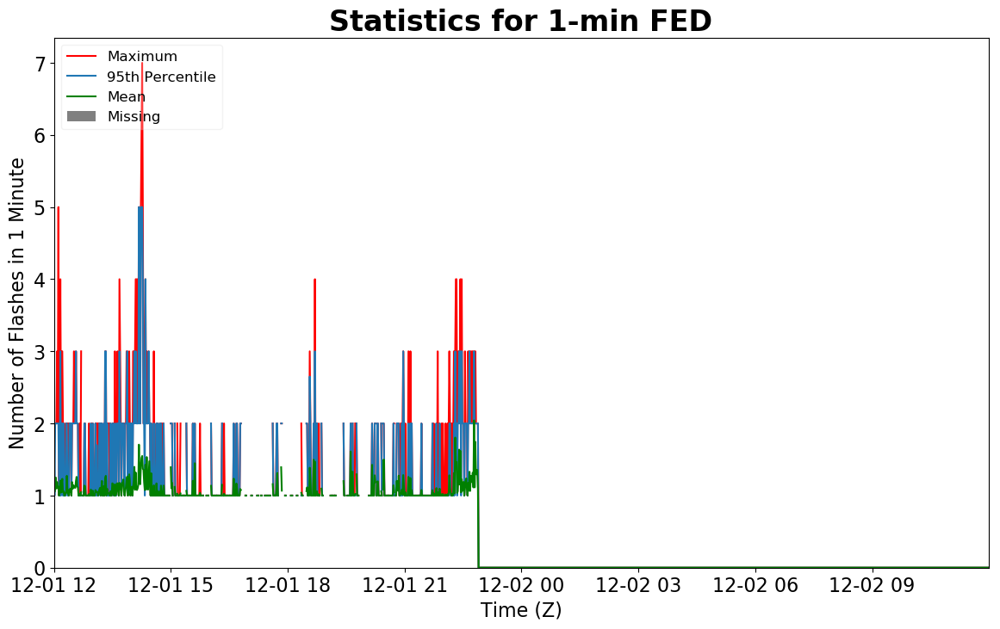 Statistics for 1-min FED
Maximum
95th Percentile
Mean
Missing
Number of Flashes in 1 Minute
7
6
5
4
3
2
1
0
12-01 12
12-01 15
12-01 18
12-01 21
12-02 00
12-02 03
12-02 06
12-02 09
Time (Z)